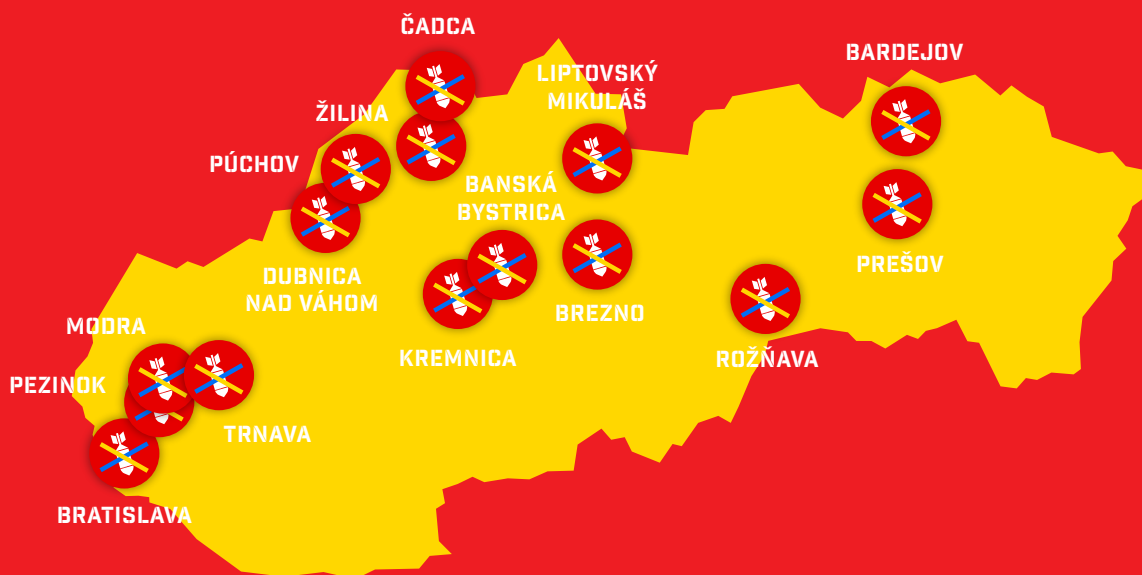 ČADCA
BARDEJOV
LIPTOVSKÝ
MIKULÁŠ
ŽILINA
PÚCHOV
BANSKÁ
BYSTRICA
PREŠOV
DUBNICA
NAD VÁHOM
BREZNO
MODRA
KREMNICA
ROŽŇAVA
PEZINOK
TRNAVA
BRATISLAVA